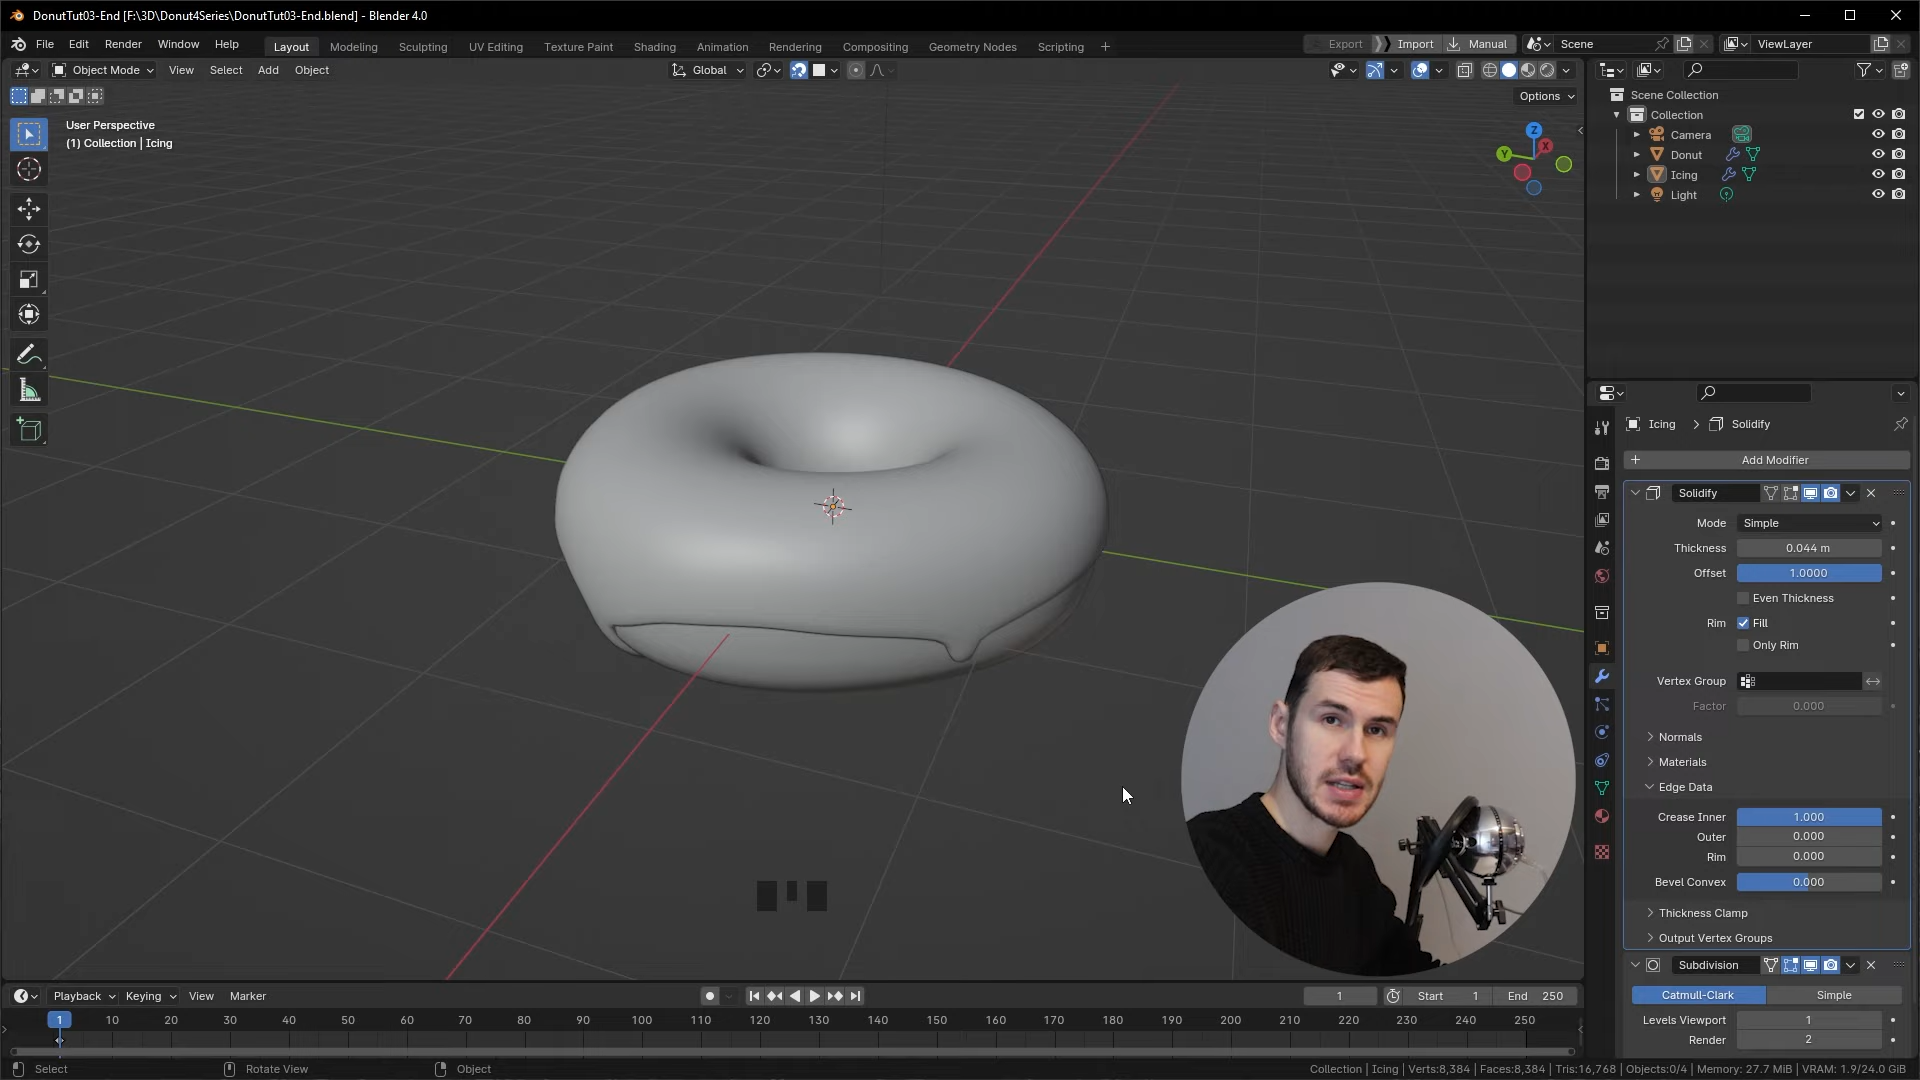 DonutTut03-End [F:\3D\Donut4Series\DonutTut03-End.blend] - Blender 4.0
File Edit Render Window Help
Layout Modeling Sculpting UV Editing Texture Paint Shading Animation Rendering Compositing Geometry Nodes Scripting +
Export Import Manual Scene ViewLayer
Object Mode View Select Add Object Global
Options
User Perspective
(1) Collection | Icing
Z
X
Y
Scene Collection
Collection
Camera
Donut
Icing
Light
Icing > Solidify
Add Modifier
Solidify
Mode Simple
Thickness 0.044 m
Offset 1.0000
Even Thickness
Rim Fill
Only Rim
Vertex Group
Factor 0.000
Normals
Materials
Edge Data
Crease Inner 1.000
Outer 0.000
Rim 0.000
Bevel Convex 0.000
Thickness Clamp
Output Vertex Groups
Subdivision
Catmull-Clark Simple
Levels Viewport 1
Render 2
Playback Keying View Marker
1 Start 1 End 250
1 10 20 30 40 50 60 70 80 90 100 110 120 130 140 150 160 170 180 190 200 210 220 230 240 250
Select Rotate View Object
Collection | Icing | Verts:8,384 | Faces:8,384 | Tris:16,768 | Objects:0/4 | Memory: 27.7 MiB | VRAM: 1.9/24.0 GiB